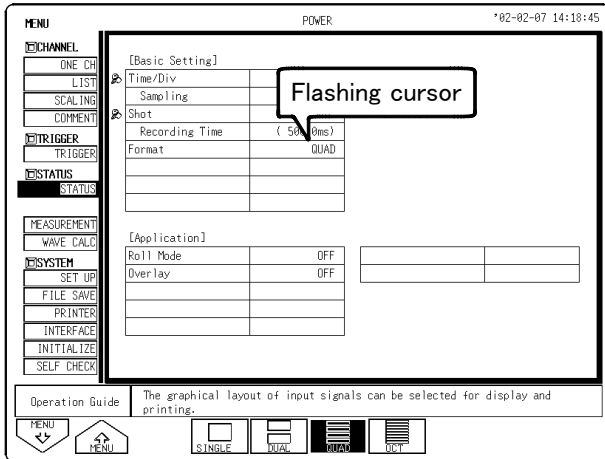 MENU POWER '02-02-07 14:18:45
CHANNEL
ONE CH
LIST
SCALING
COMMENT
TRIGGER
TRIGGER
STATUS
STATUS
MEASUREMENT
WAVE CALC
SYSTEM
SET UP
FILE SAVE
PRINTER
INTERFACE
INITIALIZE
SELF CHECK
[Basic Setting]
Time/Div
Sampling
Shot
Recording Time
Format QUAD
Flashing cursor
[Application]
Roll Mode OFF
Overlay OFF
Operation Guide
The graphical layout of input signals can be selected for display and
printing.
MENU
MENU
SINGLE
DUAL
QUAD
OCT